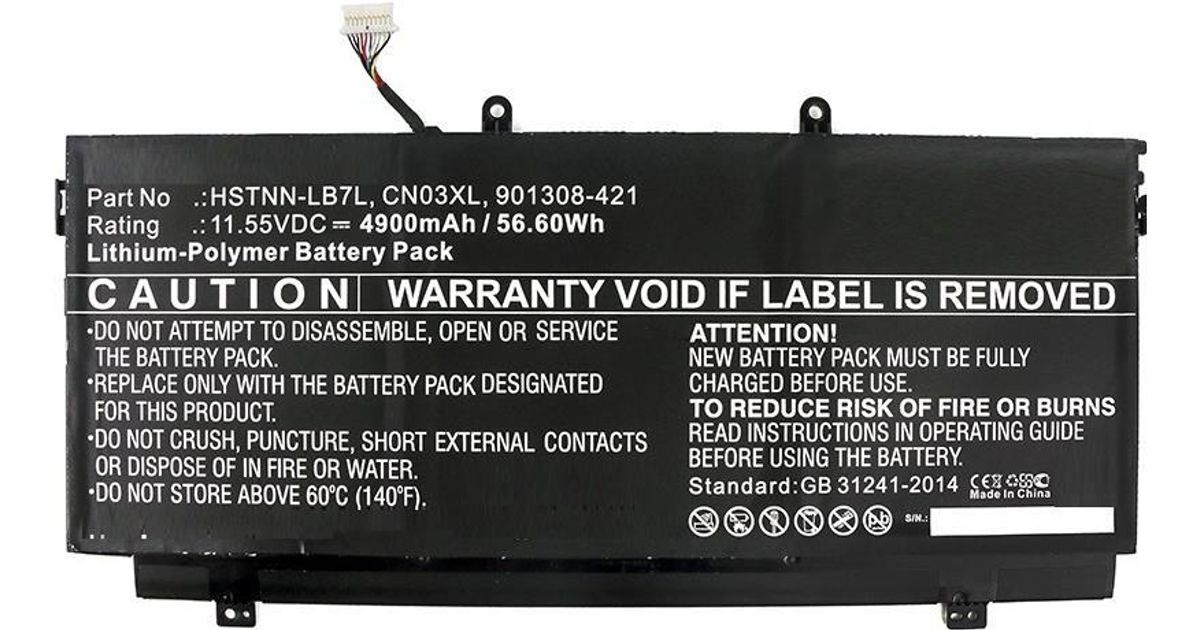 Part No .:HSTNN-LB7L, CN03XL, 901308-421
Rating .:11.55VDC ⎓ 4900mAh / 56.60Wh
Lithium-Polymer Battery Pack
CAUTION
WARRANTY VOID IF LABEL IS REMOVED
•DO NOT ATTEMPT TO DISASSEMBLE, OPEN OR SERVICE
THE BATTERY PACK.
•REPLACE ONLY WITH THE BATTERY PACK DESIGNATED
FOR THIS PRODUCT.
•DO NOT CRUSH, PUNCTURE, SHORT EXTERNAL CONTACTS
OR DISPOSE OF IN FIRE OR WATER.
•DO NOT STORE ABOVE 60ºC (140ºF).
ATTENTION!
NEW BATTERY PACK MUST BE FULLY
CHARGED BEFORE USE.
TO REDUCE RISK OF FIRE OR BURNS
READ INSTRUCTIONS IN OPERATING GUIDE
BEFORE USING THE BATTERY.
Standard:GB 31241-2014 CE
Made In China
Pb
S/N.: